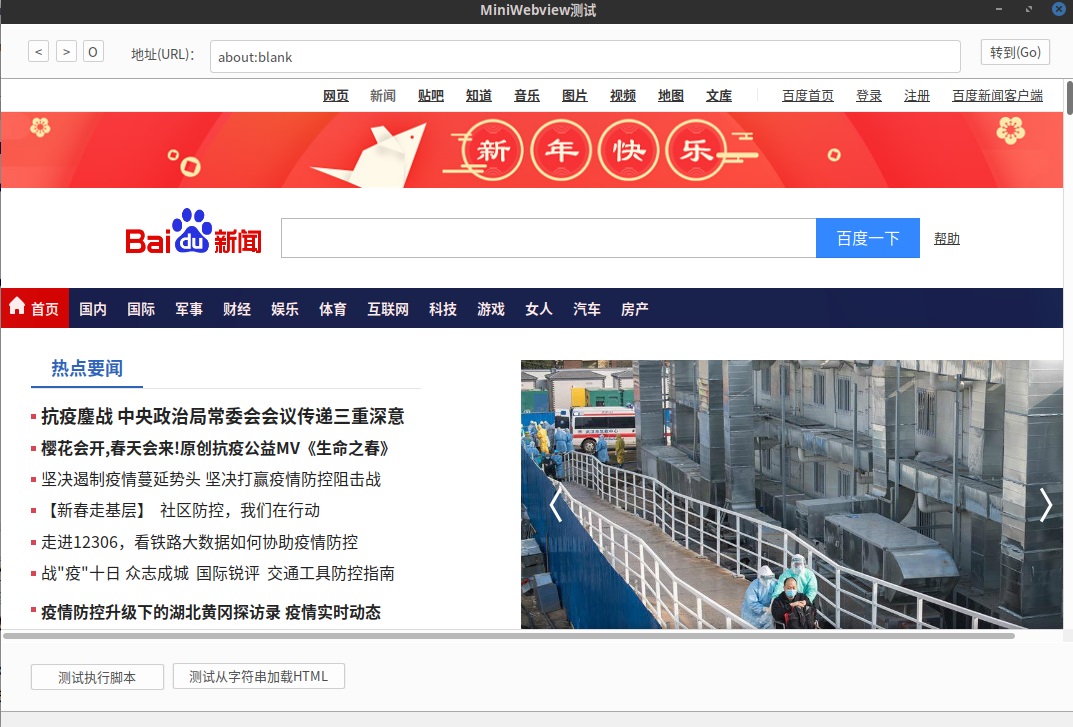 MiniWebview测试
< > O 地址(URL): about:blank 转到(Go)
网页 新闻 贴吧 知道 音乐 图片 视频 地图 文库 百度首页 登录 注册 百度新闻客户端
新年快乐
Bai du 新闻 百度一下 帮助
首页 国内 国际 军事 财经 娱乐 体育 互联网 科技 游戏 女人 汽车 房产
热点要闻
抗疫鏖战 中央政治局常委会会议传递三重深意
樱花会开,春天会来!原创抗疫公益MV《生命之春》
坚决遏制疫情蔓延势头 坚决打赢疫情防控阻击战
【新春走基层】 社区防控，我们在行动
走进12306，看铁路大数据如何协助疫情防控
战"疫"十日 众志成城 国际锐评 交通工具防控指南
疫情防控升级下的湖北黄冈探访录 疫情实时动态
测试执行脚本 测试从字符串加载HTML